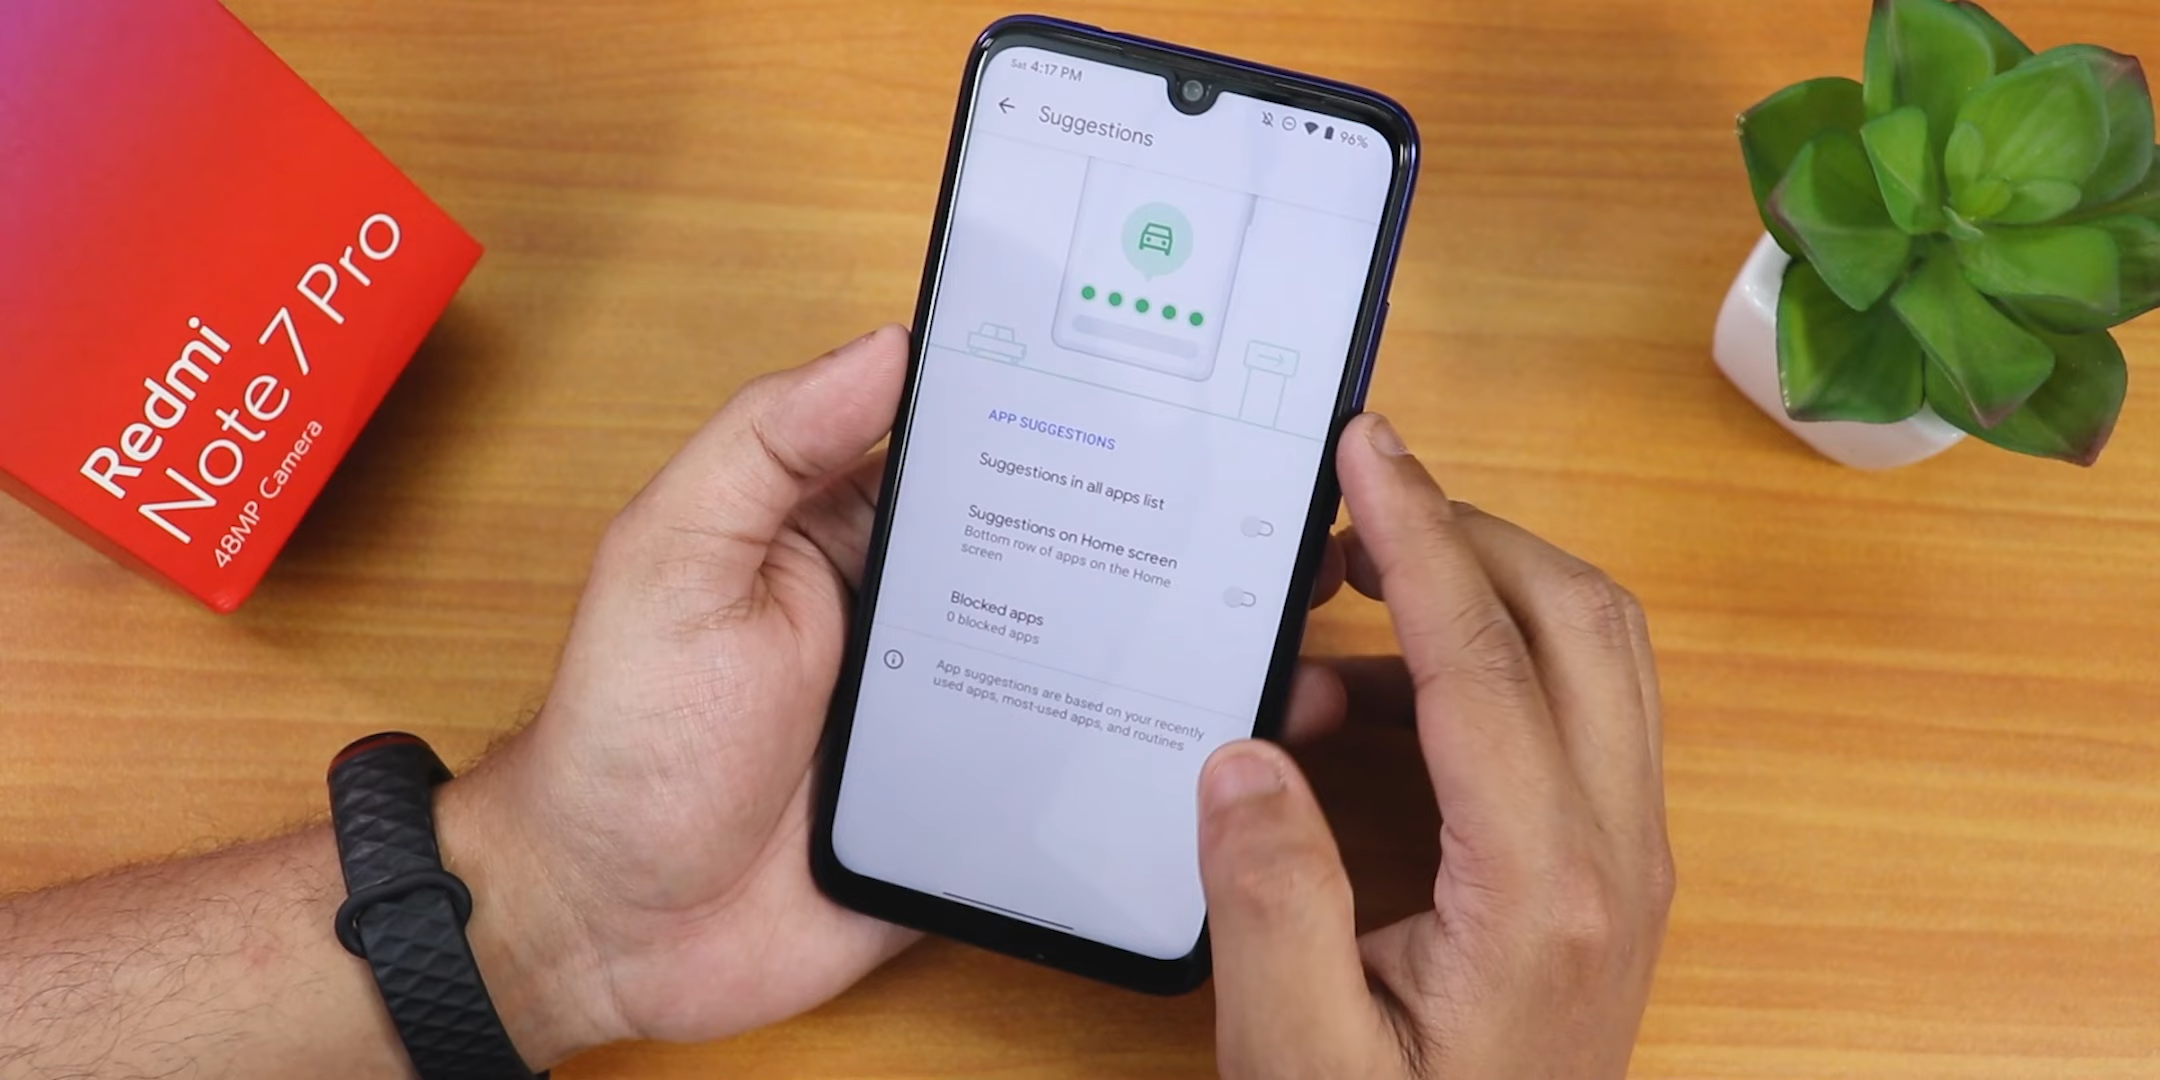 Redmi
Note 7 Pro
48MP Camera
Sat 4:17 PM
96%
Suggestions
APP SUGGESTIONS
Suggestions in all apps list
Suggestions on Home screen
Bottom row of apps on the Home
screen
Blocked apps
0 blocked apps
App suggestions are based on your recently
used apps, most-used apps, and routines